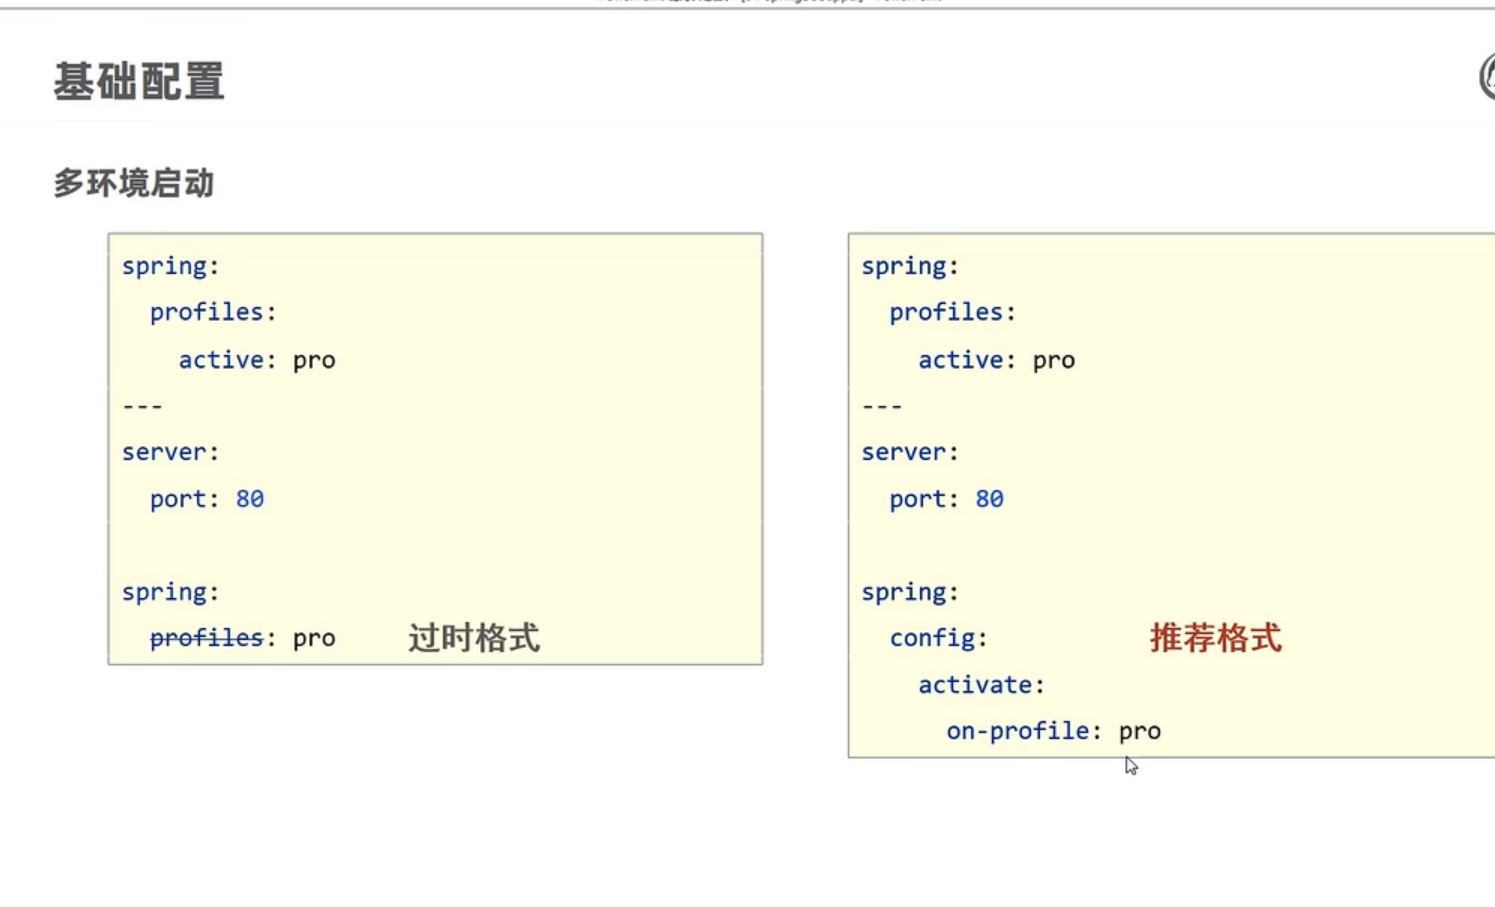 基础配置
多环境启动
spring:
  profiles:
    active: pro
---
server:
  port: 80

spring:
  profiles: pro 过时格式
spring:
  profiles:
    active: pro
---
server:
  port: 80

spring:
  config: 推荐格式
    activate:
      on-profile: pro